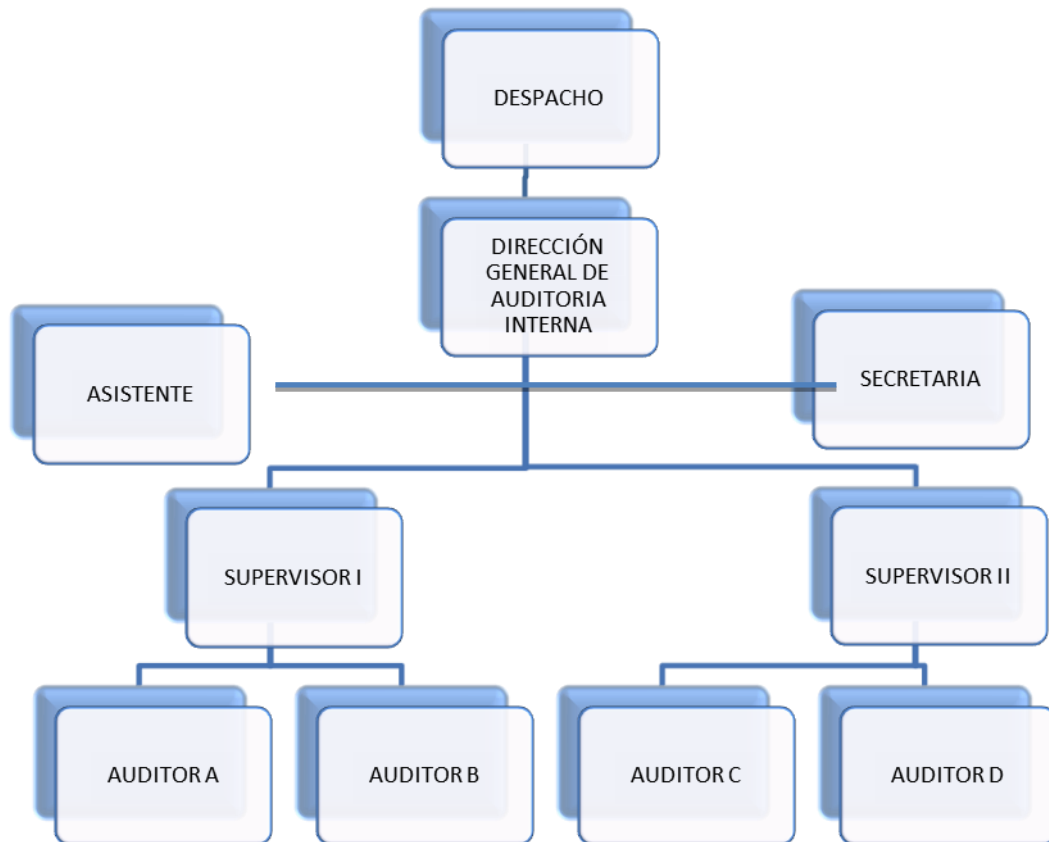 DESPACHO
DIRECCIÓN
GENERAL DE
AUDITORIA
INTERNA
ASISTENTE
SECRETARIA
SUPERVISOR I
SUPERVISOR II
AUDITOR A
AUDITOR B
AUDITOR C
AUDITOR D